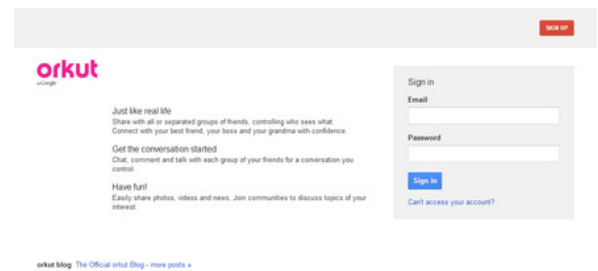 SIGN UP
orkut
by Google
Sign in
Email
Password
Sign in
Can't access your account?
Just like real life
Share with all or separated groups of friends, controlling who sees what.
Connect with your best friend, your boss and your grandma with confidence.
Get the conversation started
Chat, comment and talk with each group of your friends for a conversation you
control.
Have fun!
Easily share photos, videos and news. Join communities to discuss topics of your
interest.
orkut blog The Official orkut Blog - more posts »